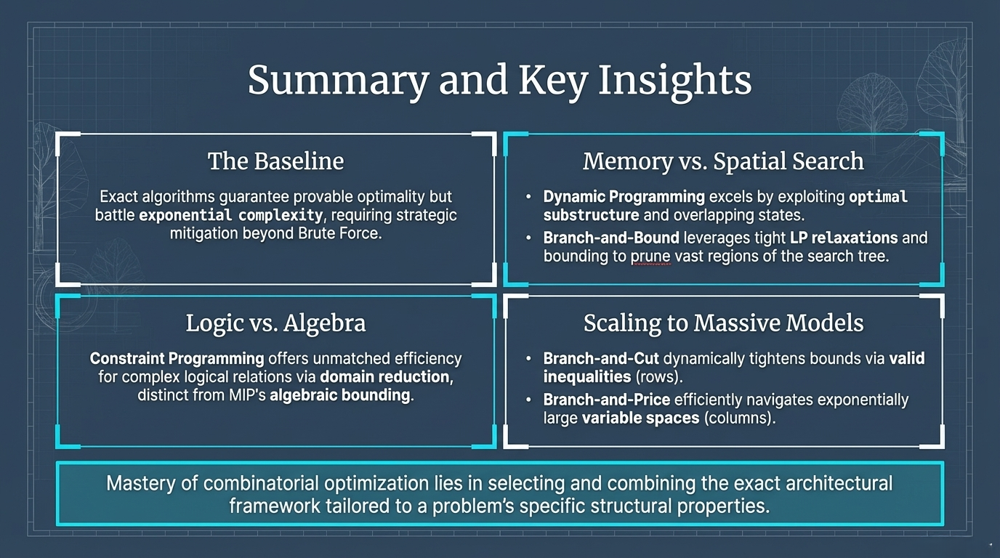 Summary and Key Insights
The Baseline
Exact algorithms guarantee provable optimality but
battle exponential complexity, requiring strategic
mitigation beyond Brute Force.
Memory vs. Spatial Search
• Dynamic Programming excels by exploiting optimal
substructure and overlapping states.
• Branch-and-Bound leverages tight LP relaxations and
bounding to prune vast regions of the search tree.
Logic vs. Algebra
Constraint Programming offers unmatched efficiency
for complex logical relations via domain reduction,
distinct from MIP's algebraic bounding.
Scaling to Massive Models
• Branch-and-Cut dynamically tightens bounds via valid
inequalities (rows).
• Branch-and-Price efficiently navigates exponentially
large variable spaces (columns).
Mastery of combinatorial optimization lies in selecting and combining the exact architectural
framework tailored to a problem's specific structural properties.